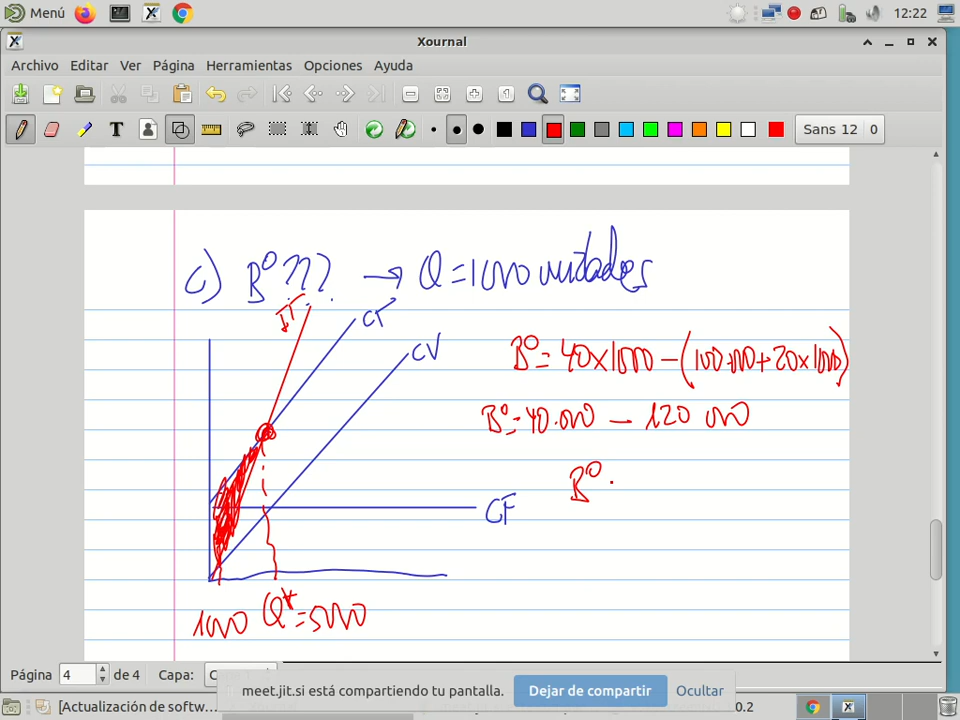 Menú
12:22
Xournal
Archivo Editar Ver Página Herramientas Opciones Ayuda
Sans 12 0
c) Bº ??? → Q = 1000 unidades
IT
CT
CV
Bº = 40x1000 - (100.000 + 20x1000)
Bº = 40.000 - 120 000
Bº
CF
1000 Q* = 5000
Página 4 de 4 Capa:
meet.jit.si está compartiendo tu pantalla.
Dejar de compartir
Ocultar
[Actualización de softw...
0.2